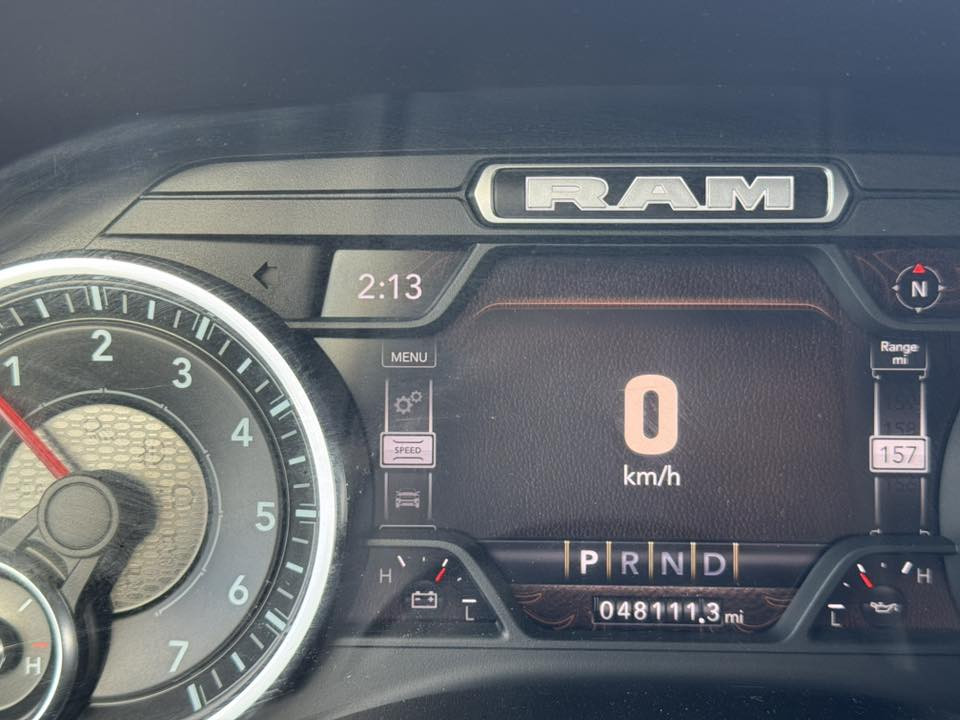 RAM
2:13
N
MENU
Range
mi
1
2
3
4
5
6
7
SPEED
0
km/h
157
P R N D
H
L
048111.3 mi
L
H
H